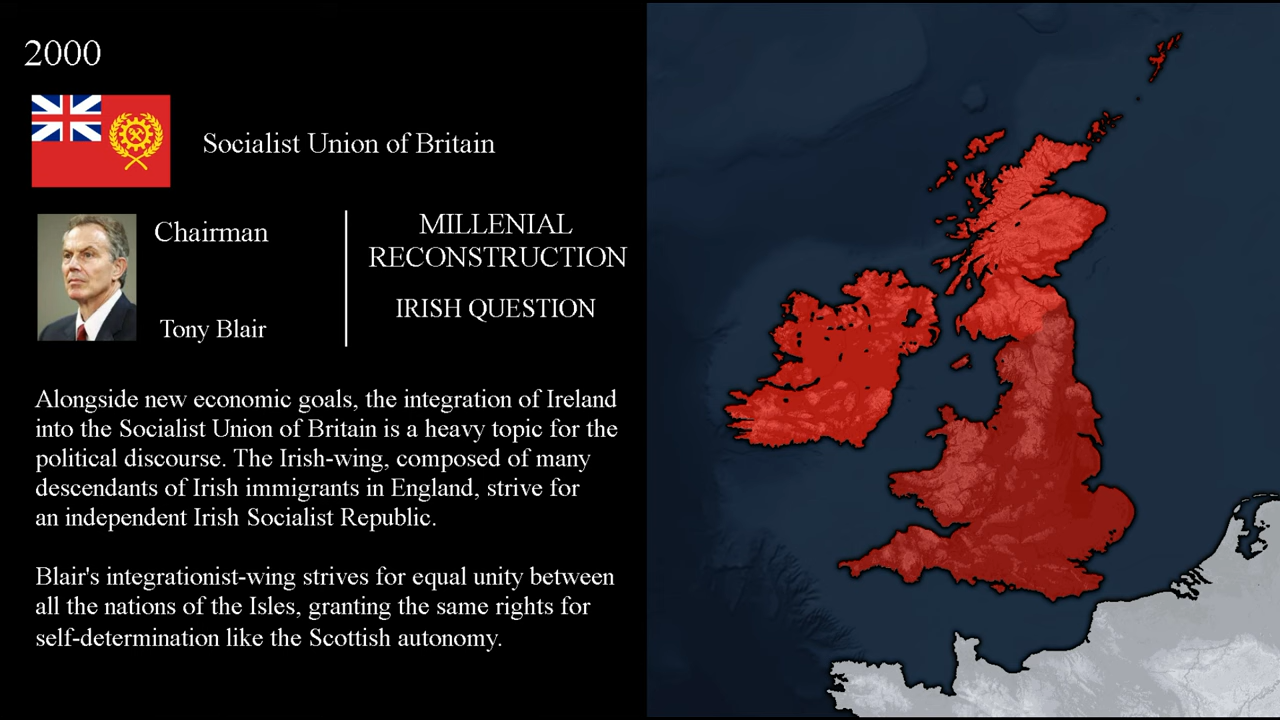 2000
Socialist Union of Britain
Chairman
Tony Blair
MILLENIAL
RECONSTRUCTION
IRISH QUESTION
Alongside new economic goals, the integration of Ireland
into the Socialist Union of Britain is a heavy topic for the
political discourse. The Irish-wing, composed of many
descendants of Irish immigrants in England, strive for
an independent Irish Socialist Republic.
Blair's integrationist-wing strives for equal unity between
all the nations of the Isles, granting the same rights for
self-determination like the Scottish autonomy.